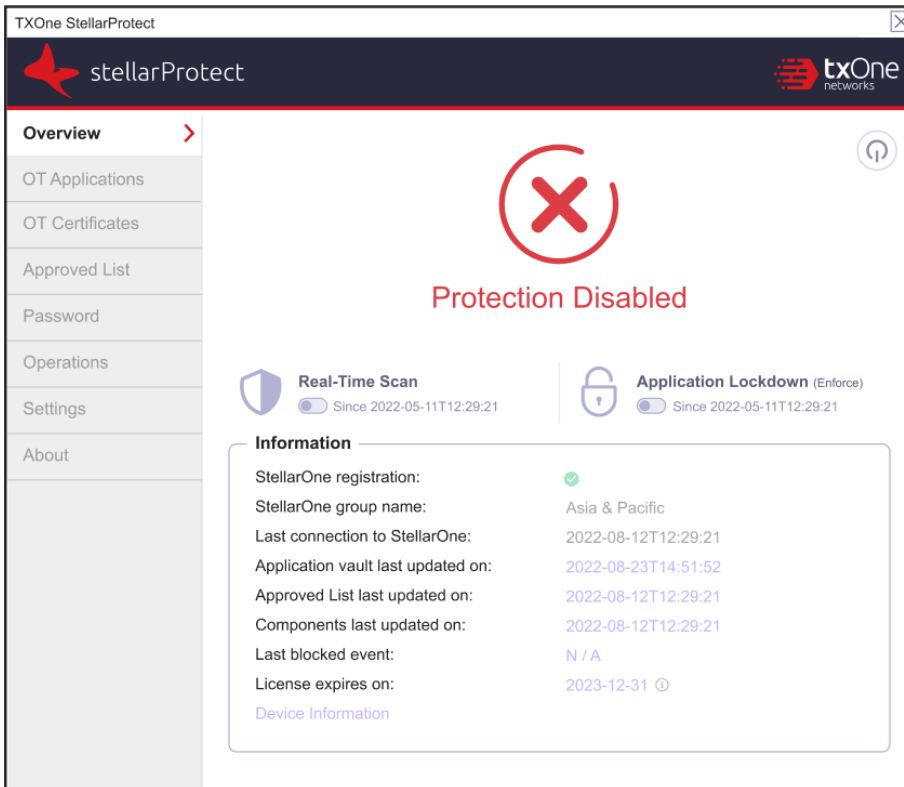 TXOne StellarProtect
stellarProtect
txOne
networks
Overview
OT Applications
OT Certificates
Approved List
Password
Operations
Settings
About
Protection Disabled
Real-Time Scan
Since 2022-05-11T12:29:21
Application Lockdown (Enforce)
Since 2022-05-11T12:29:21
Information
StellarOne registration:
StellarOne group name: Asia & Pacific
Last connection to StellarOne: 2022-08-12T12:29:21
Application vault last updated on: 2022-08-23T14:51:52
Approved List last updated on: 2022-08-12T12:29:21
Components last updated on: 2022-08-12T12:29:21
Last blocked event: N / A
License expires on: 2023-12-31
Device Information